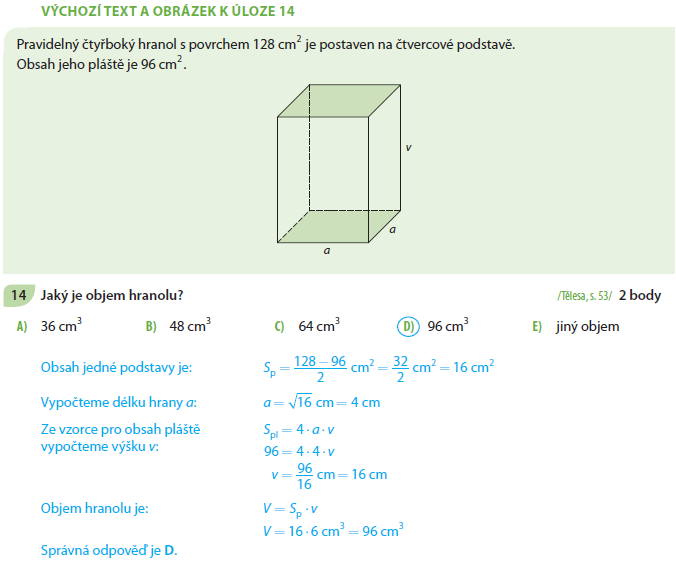 VÝCHOZÍ TEXT A OBRÁZEK K ÚLOZE 14
Pravidelný čtyřboký hranol s povrchem 128 cm² je postaven na čtvercové podstavě.
Obsah jeho pláště je 96 cm².
v
a
a
14 Jaký je objem hranolu? /Tělesa, s. 53/ 2 body
A) 36 cm³ B) 48 cm³ C) 64 cm³ D) 96 cm³ E) jiný objem
Obsah jedné podstavy je: Sₚ = (128 – 96)/2 cm² = 32/2 cm² = 16 cm²
Vypočteme délku hrany a: a = √16 cm = 4 cm
Ze vzorce pro obsah pláště Sₚₗ = 4 · a · v
vypočteme výšku v: 96 = 4 · 4 · v
v = 96/16 cm = 16 cm
Objem hranolu je: V = Sₚ · v
V = 16 · 6 cm³ = 96 cm³
Správná odpověď je D.